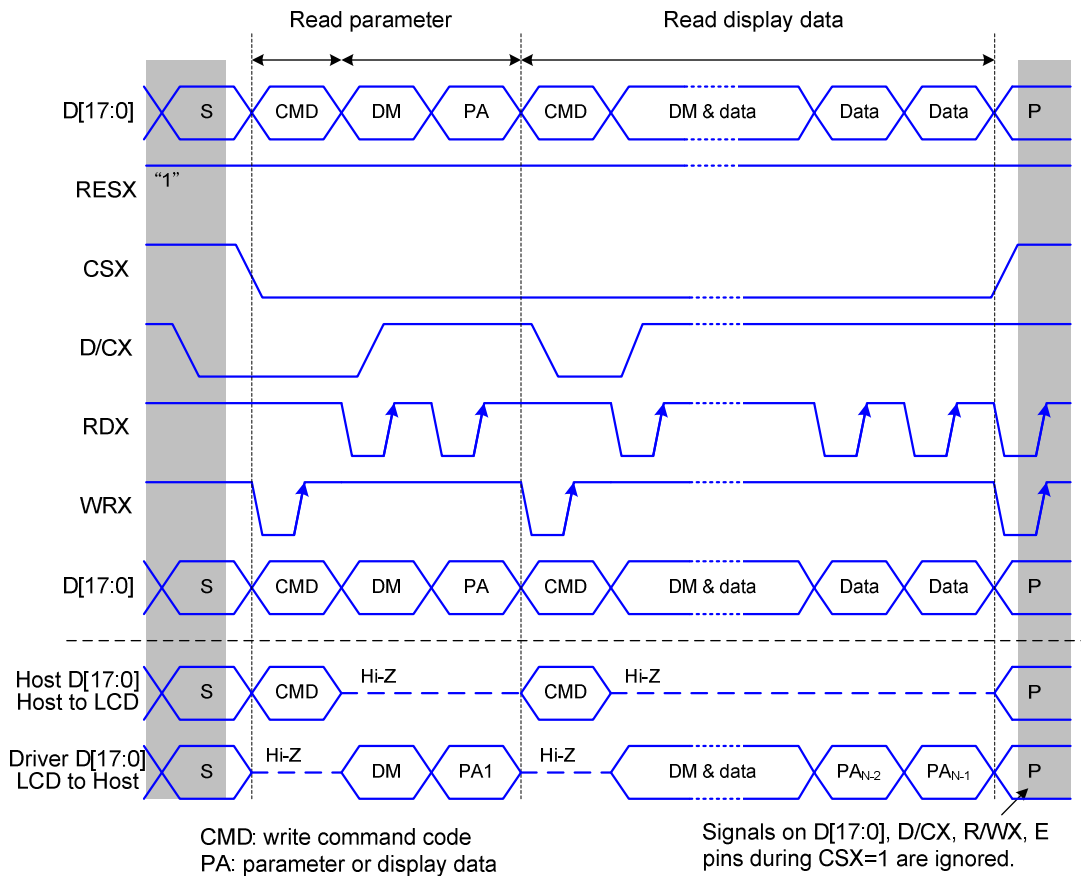 Read parameter Read display data
D[17:0] S CMD DM PA CMD DM & data Data Data P
RESX "1"
CSX
D/CX
RDX
WRX
D[17:0] S CMD DM PA CMD DM & data Data Data P
Host D[17:0]
Host to LCD
S CMD Hi-Z CMD Hi-Z P
Driver D[17:0]
LCD to Host
S Hi-Z DM PA1 Hi-Z DM & data PAN-2 PAN-1 P
CMD: write command code
PA: parameter or display data
Signals on D[17:0], D/CX, R/WX, E
pins during CSX=1 are ignored.